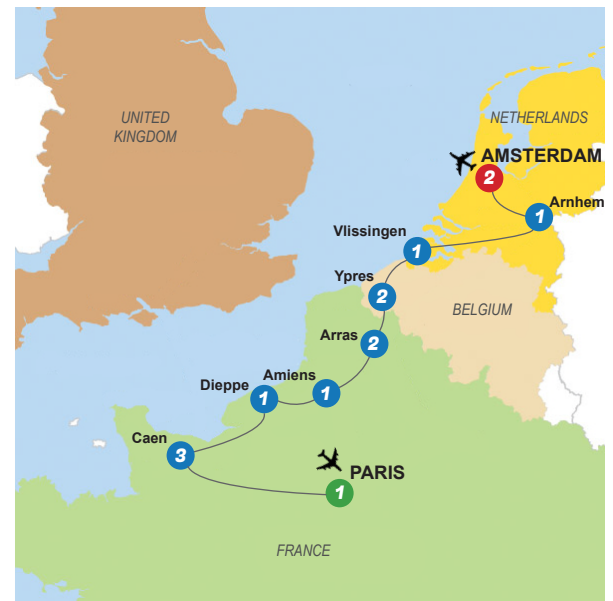 UNITED
KINGDOM
NETHERLANDS
AMSTERDAM
2
Arnhem
1
Vlissingen
1
Ypres
2
BELGIUM
Arras
2
Amiens
1
Dieppe
1
Caen
3
PARIS
1
FRANCE